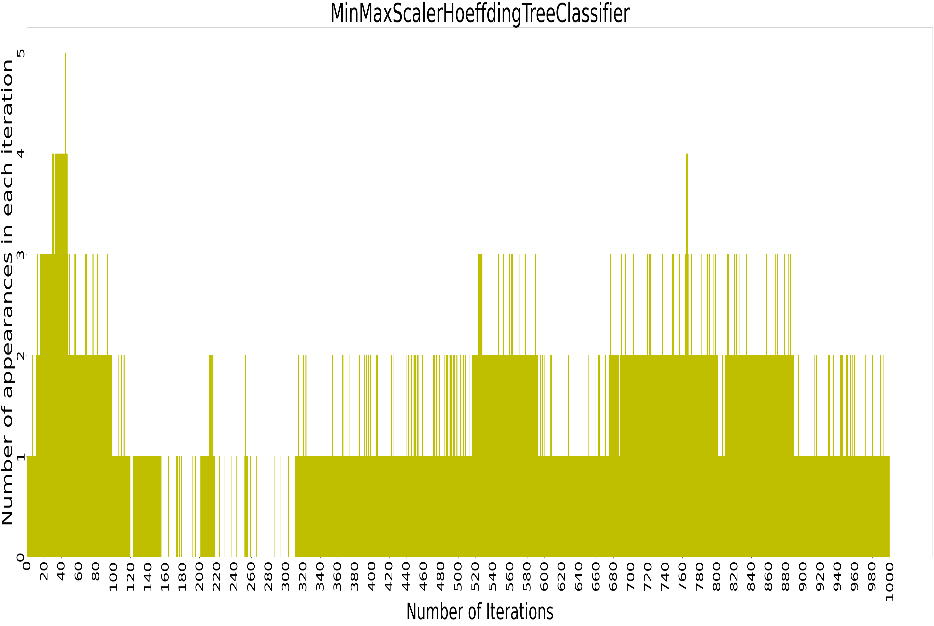 MinMaxScalerHoeffdingTreeClassifier
Number of appearances in each iteration
5
4
3
2
1
0
0 20 40 60 80 100 120 140 160 180 200 220 240 260 280 300 320 340 360 380 400 420 440 460 480 500 520 540 560 580 600 620 640 660 680 700 720 740 760 780 800 820 840 860 880 900 920 940 960 980 1000
Number of Iterations